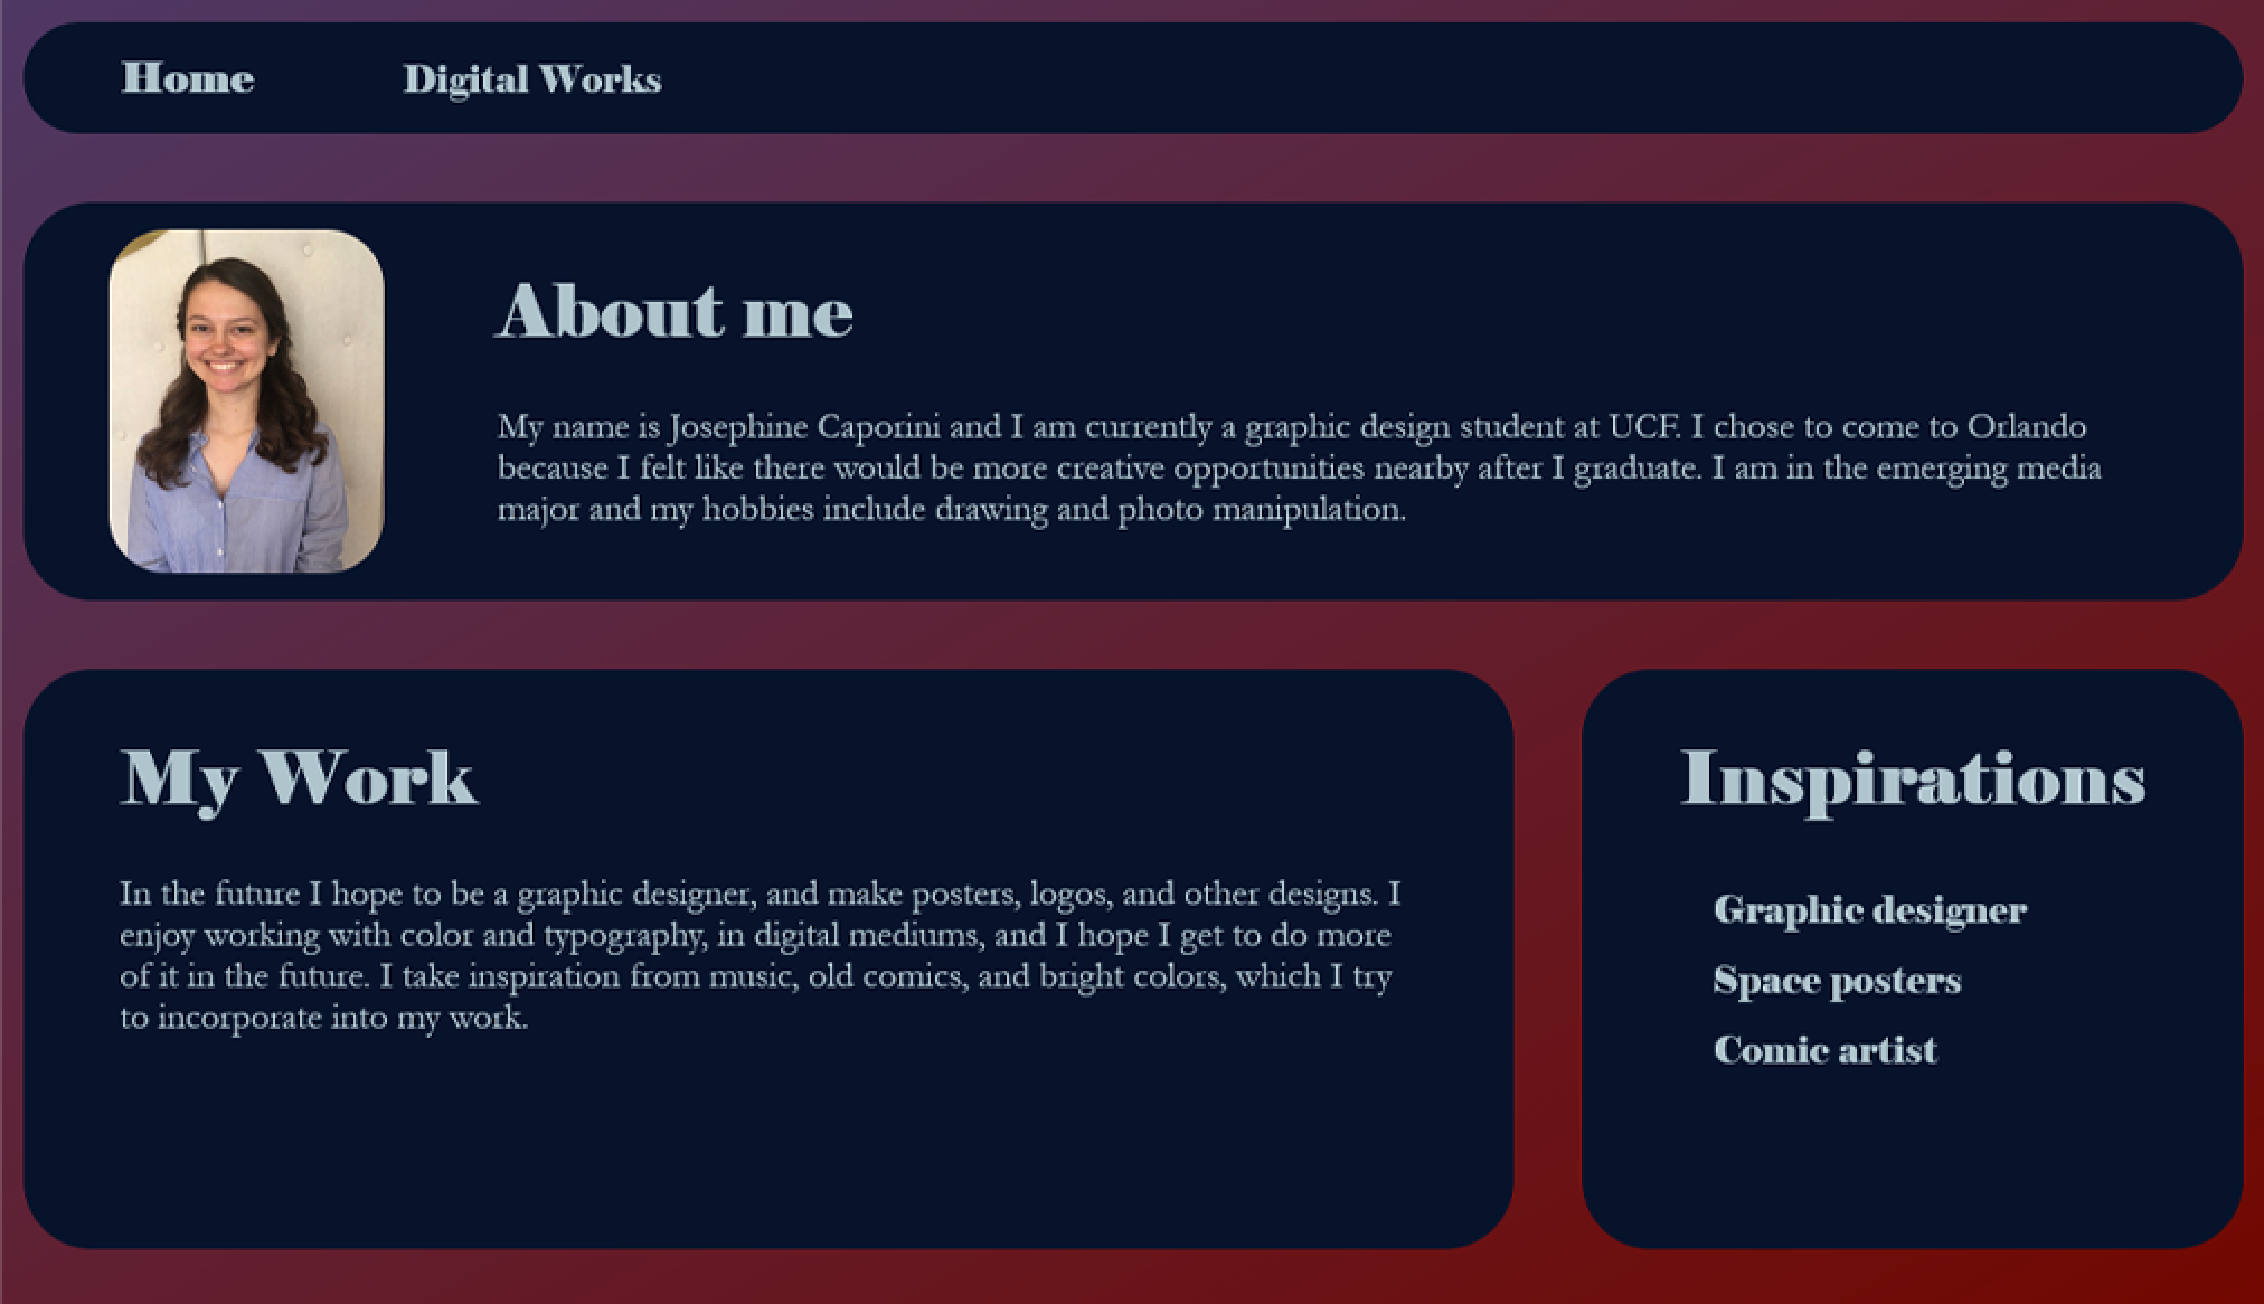 Home
Digital Works
About me
My name is Josephine Caporini and I am currently a graphic design student at UCF. I chose to come to Orlando
because I felt like there would be more creative opportunities nearby after I graduate. I am in the emerging media
major and my hobbies include drawing and photo manipulation.
My Work
In the future I hope to be a graphic designer, and make posters, logos, and other designs. I
enjoy working with color and typography, in digital mediums, and I hope I get to do more
of it in the future. I take inspiration from music, old comics, and bright colors, which I try
to incorporate into my work.
Inspirations
Graphic designer
Space posters
Comic artist